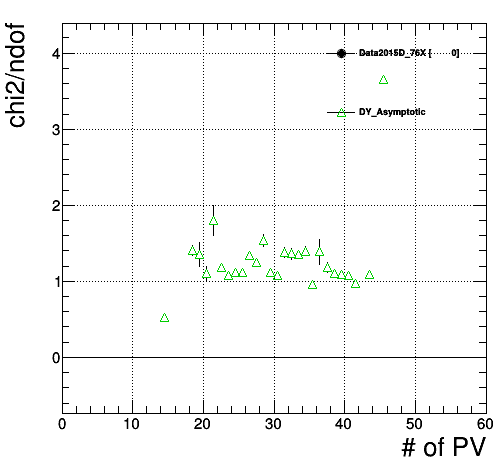 chi2/ndof
4
3
2
1
0
Data2015D_76X [ 0]
DY_Asymptotic
0 10 20 30 40 50 60
# of PV